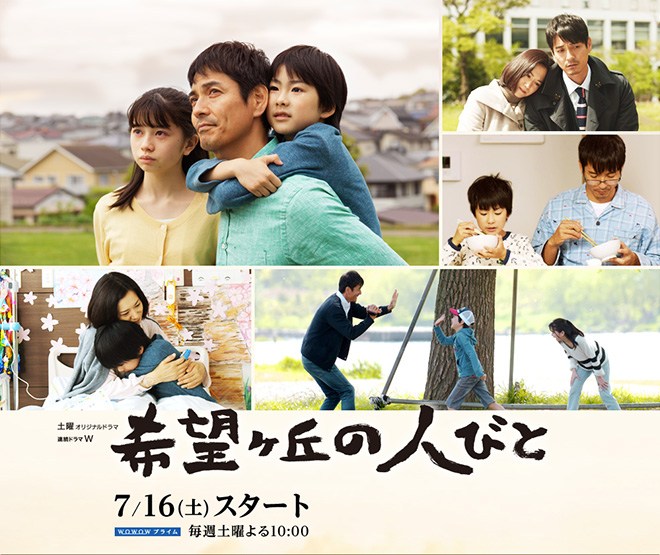 土曜オリジナルドラマ
連続ドラマW
希望ヶ丘の人びと
7/16(土)スタート
WOWOWプライム 毎週土曜よる10:00